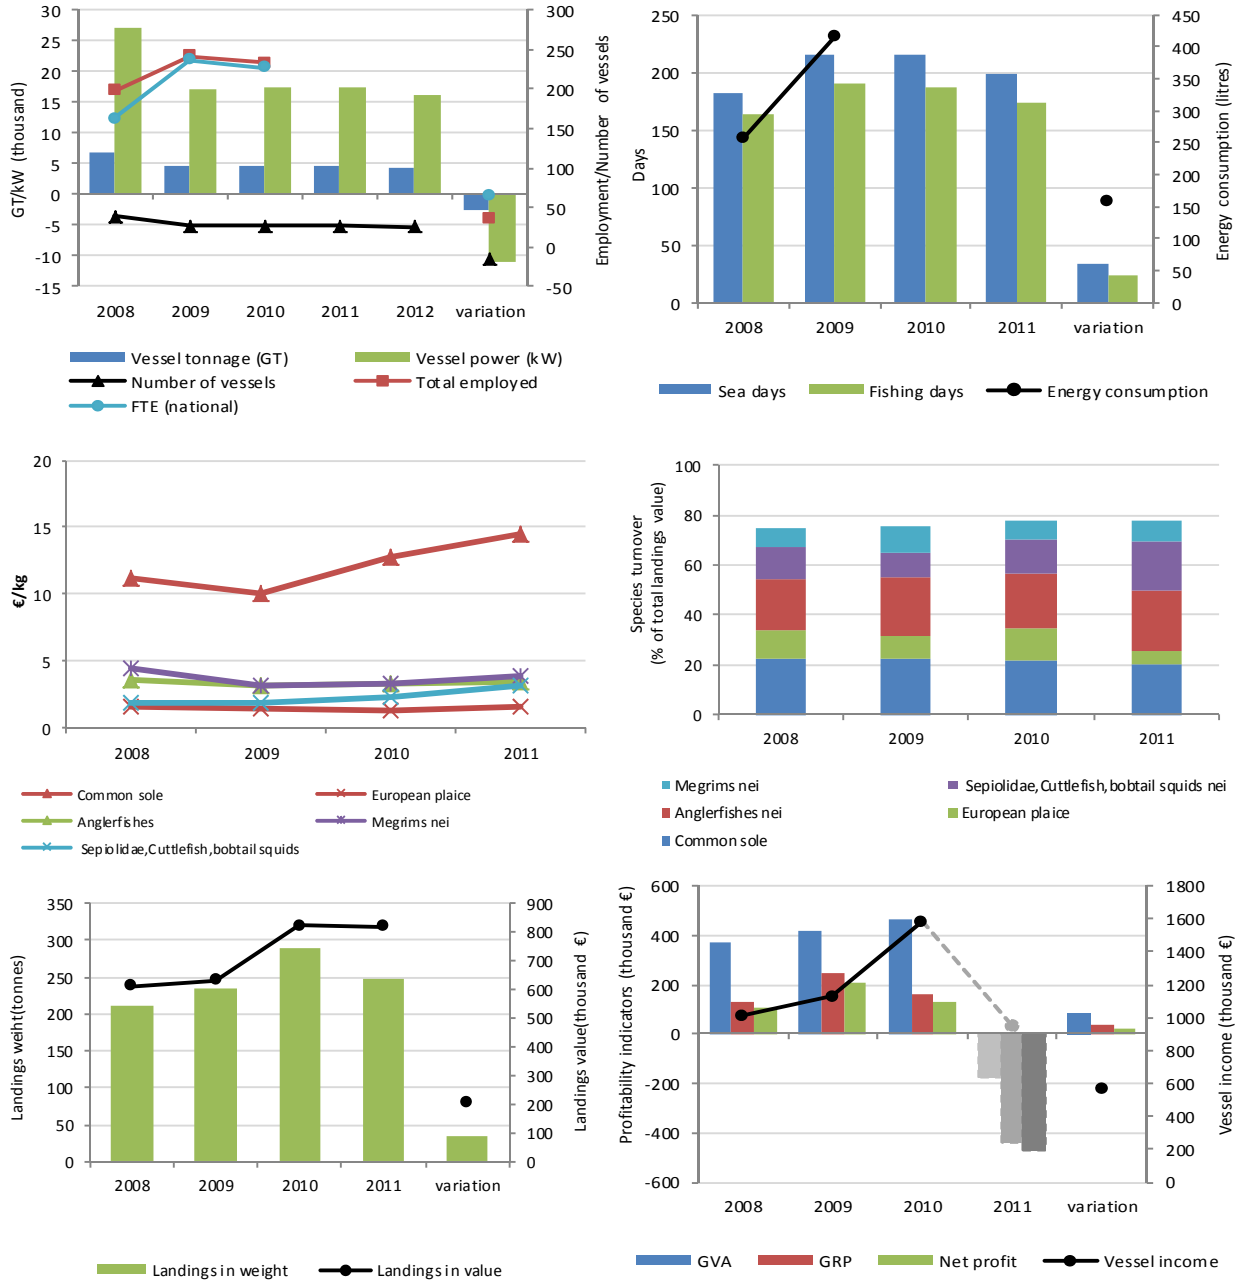 GT/kW (thousand)
30
25
20
15
10
5
0
-5
-10
-15
300
250
200
150
100
50
0
-50
Employment/Number of vessels
2008 2009 2010 2011 2012 variation
Vessel tonnage (GT) Vessel power (kW)
Number of vessels Total employed
FTE (national)
Days
250
200
150
100
50
0
450
400
350
300
250
200
150
100
50
0
Energy consumption (litres)
2008 2009 2010 2011 variation
Sea days Fishing days Energy consumption
€/kg
20
15
10
5
0
2008 2009 2010 2011
Common sole European plaice
Anglerfishes Megrims nei
Sepiolidae,Cuttlefish,bobtail squids
Species turnover
(% of total landings value)
100
80
60
40
20
0
2008 2009 2010 2011
Megrims nei Sepiolidae,Cuttlefish,bobtail squids nei
Anglerfishes nei European plaice
Common sole
Landings weiht(tonnes)
350
300
250
200
150
100
50
0
900
800
700
600
500
400
300
200
100
0
Landings value(thousand €)
2008 2009 2010 2011 variation
Landings in weight Landings in value
Profitability indicators (thousand €)
600
400
200
0
-200
-400
-600
1800
1600
1400
1200
1000
800
600
400
200
0
Vessel income (thousand €)
2008 2009 2010 2011 variation
GVA GRP Net profit Vessel income